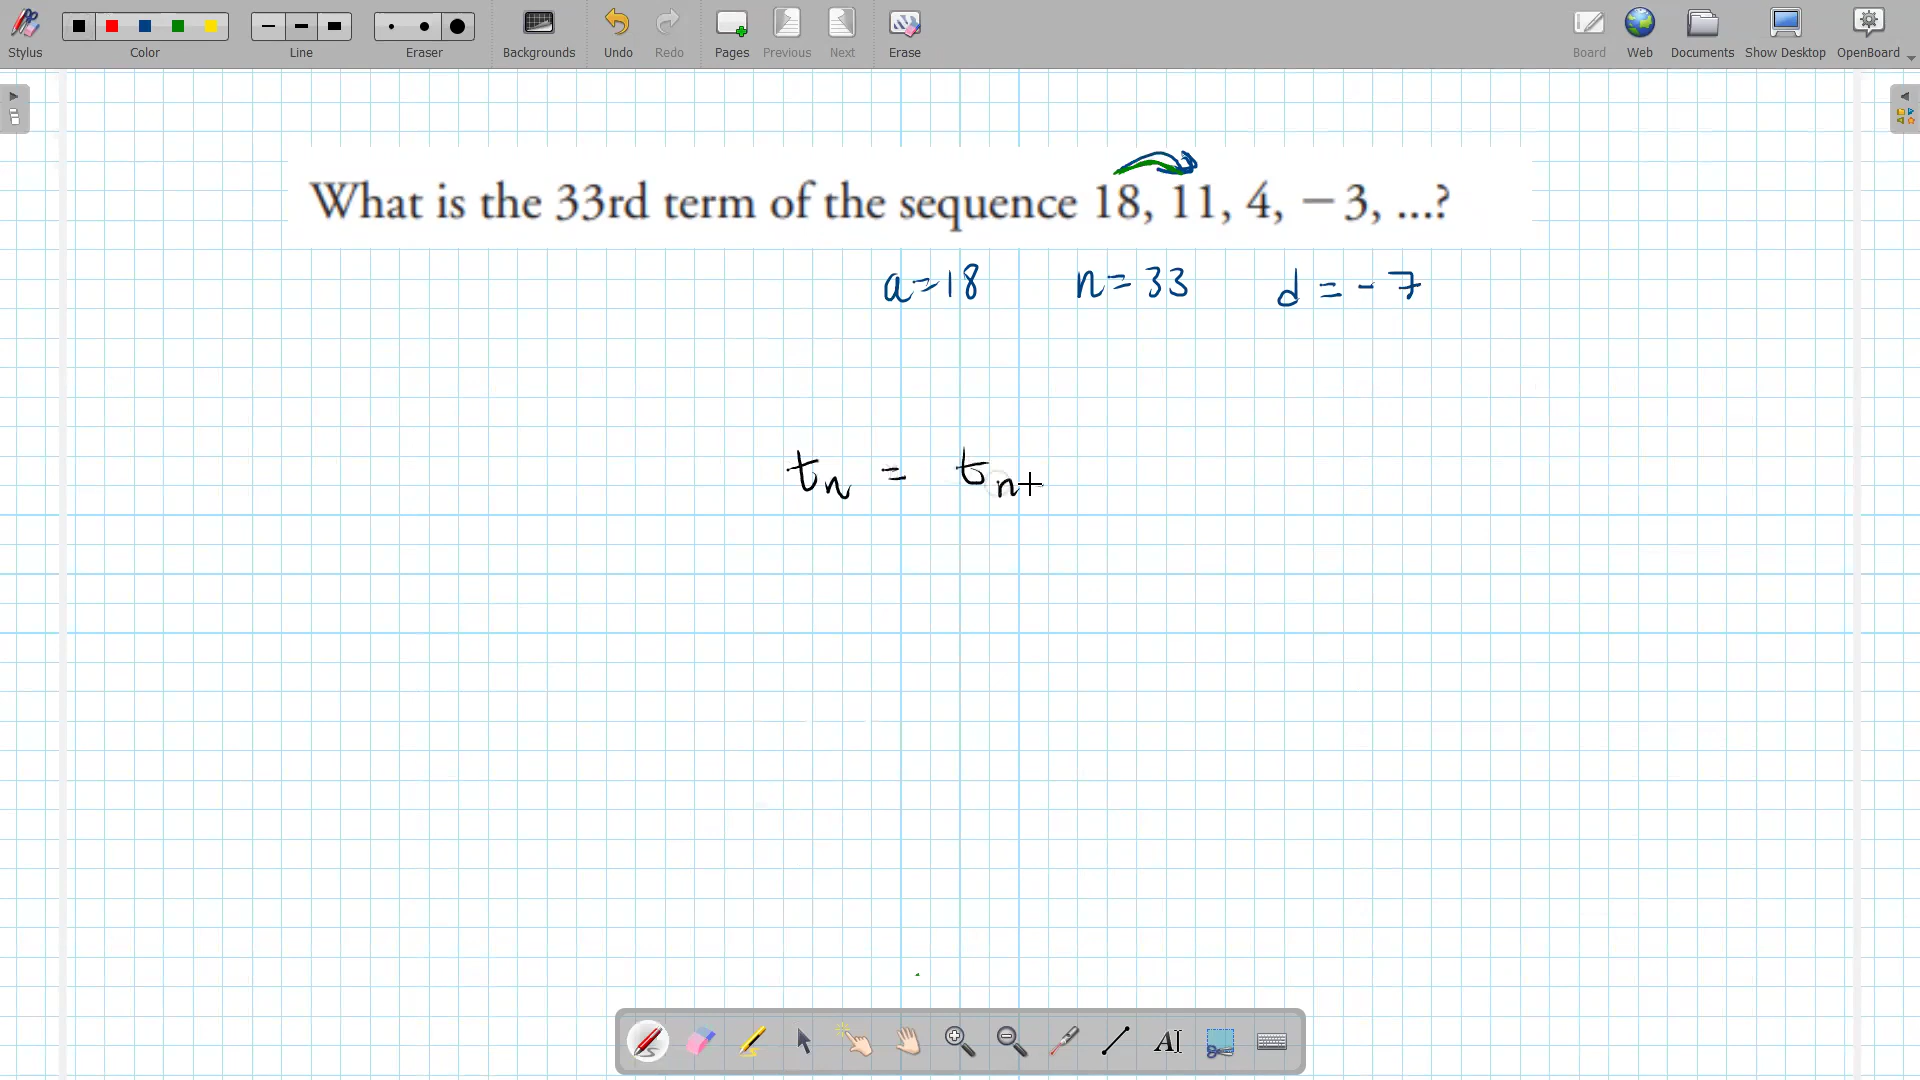 Stylus Color Line Eraser Backgrounds Undo Redo Pages Previous Next Erase Board Web Documents Show Desktop OpenBoard
What is the 33rd term of the sequence 18, 11, 4, −3, ...?
a=18 n=33 d=-7
tₙ = tₙ₊